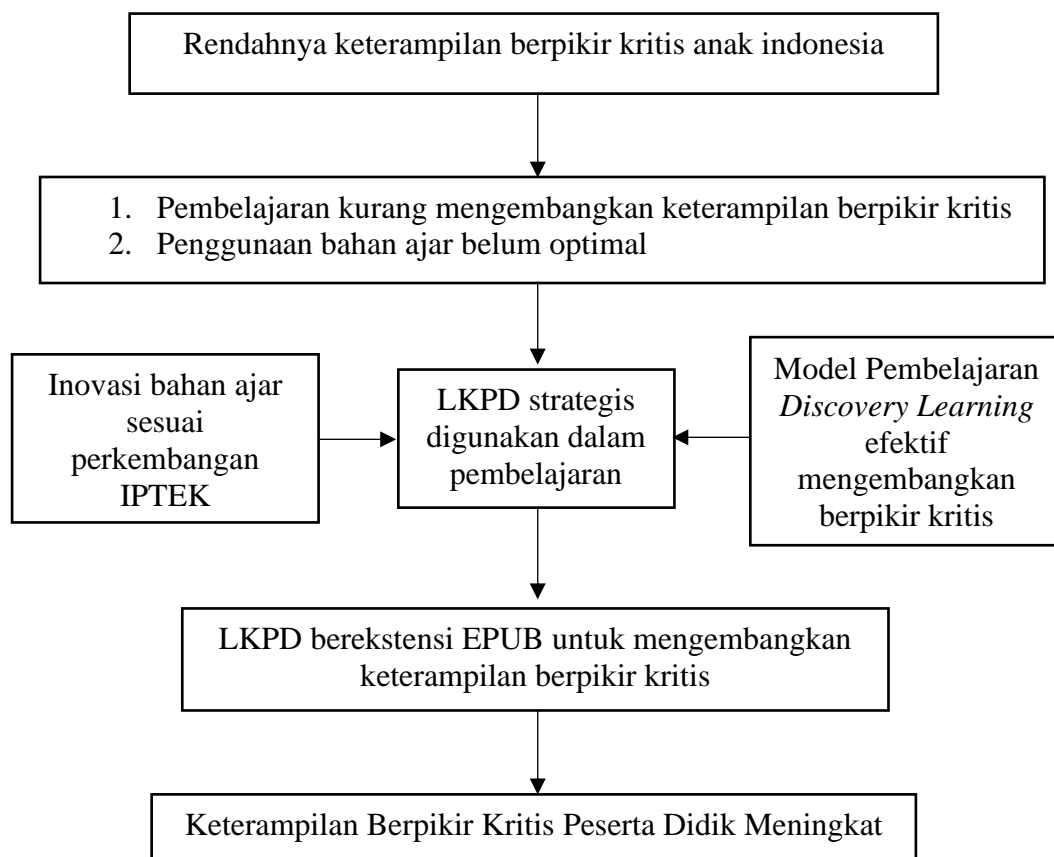 Rendahnya keterampilan berpikir kritis anak indonesia
1. Pembelajaran kurang mengembangkan keterampilan berpikir kritis
2. Penggunaan bahan ajar belum optimal
Inovasi bahan ajar
sesuai
perkembangan
IPTEK
LKPD strategis
digunakan dalam
pembelajaran
Model Pembelajaran
Discovery Learning
efektif
mengembangkan
berpikir kritis
LKPD berekstensi EPUB untuk mengembangkan
keterampilan berpikir kritis
Keterampilan Berpikir Kritis Peserta Didik Meningkat